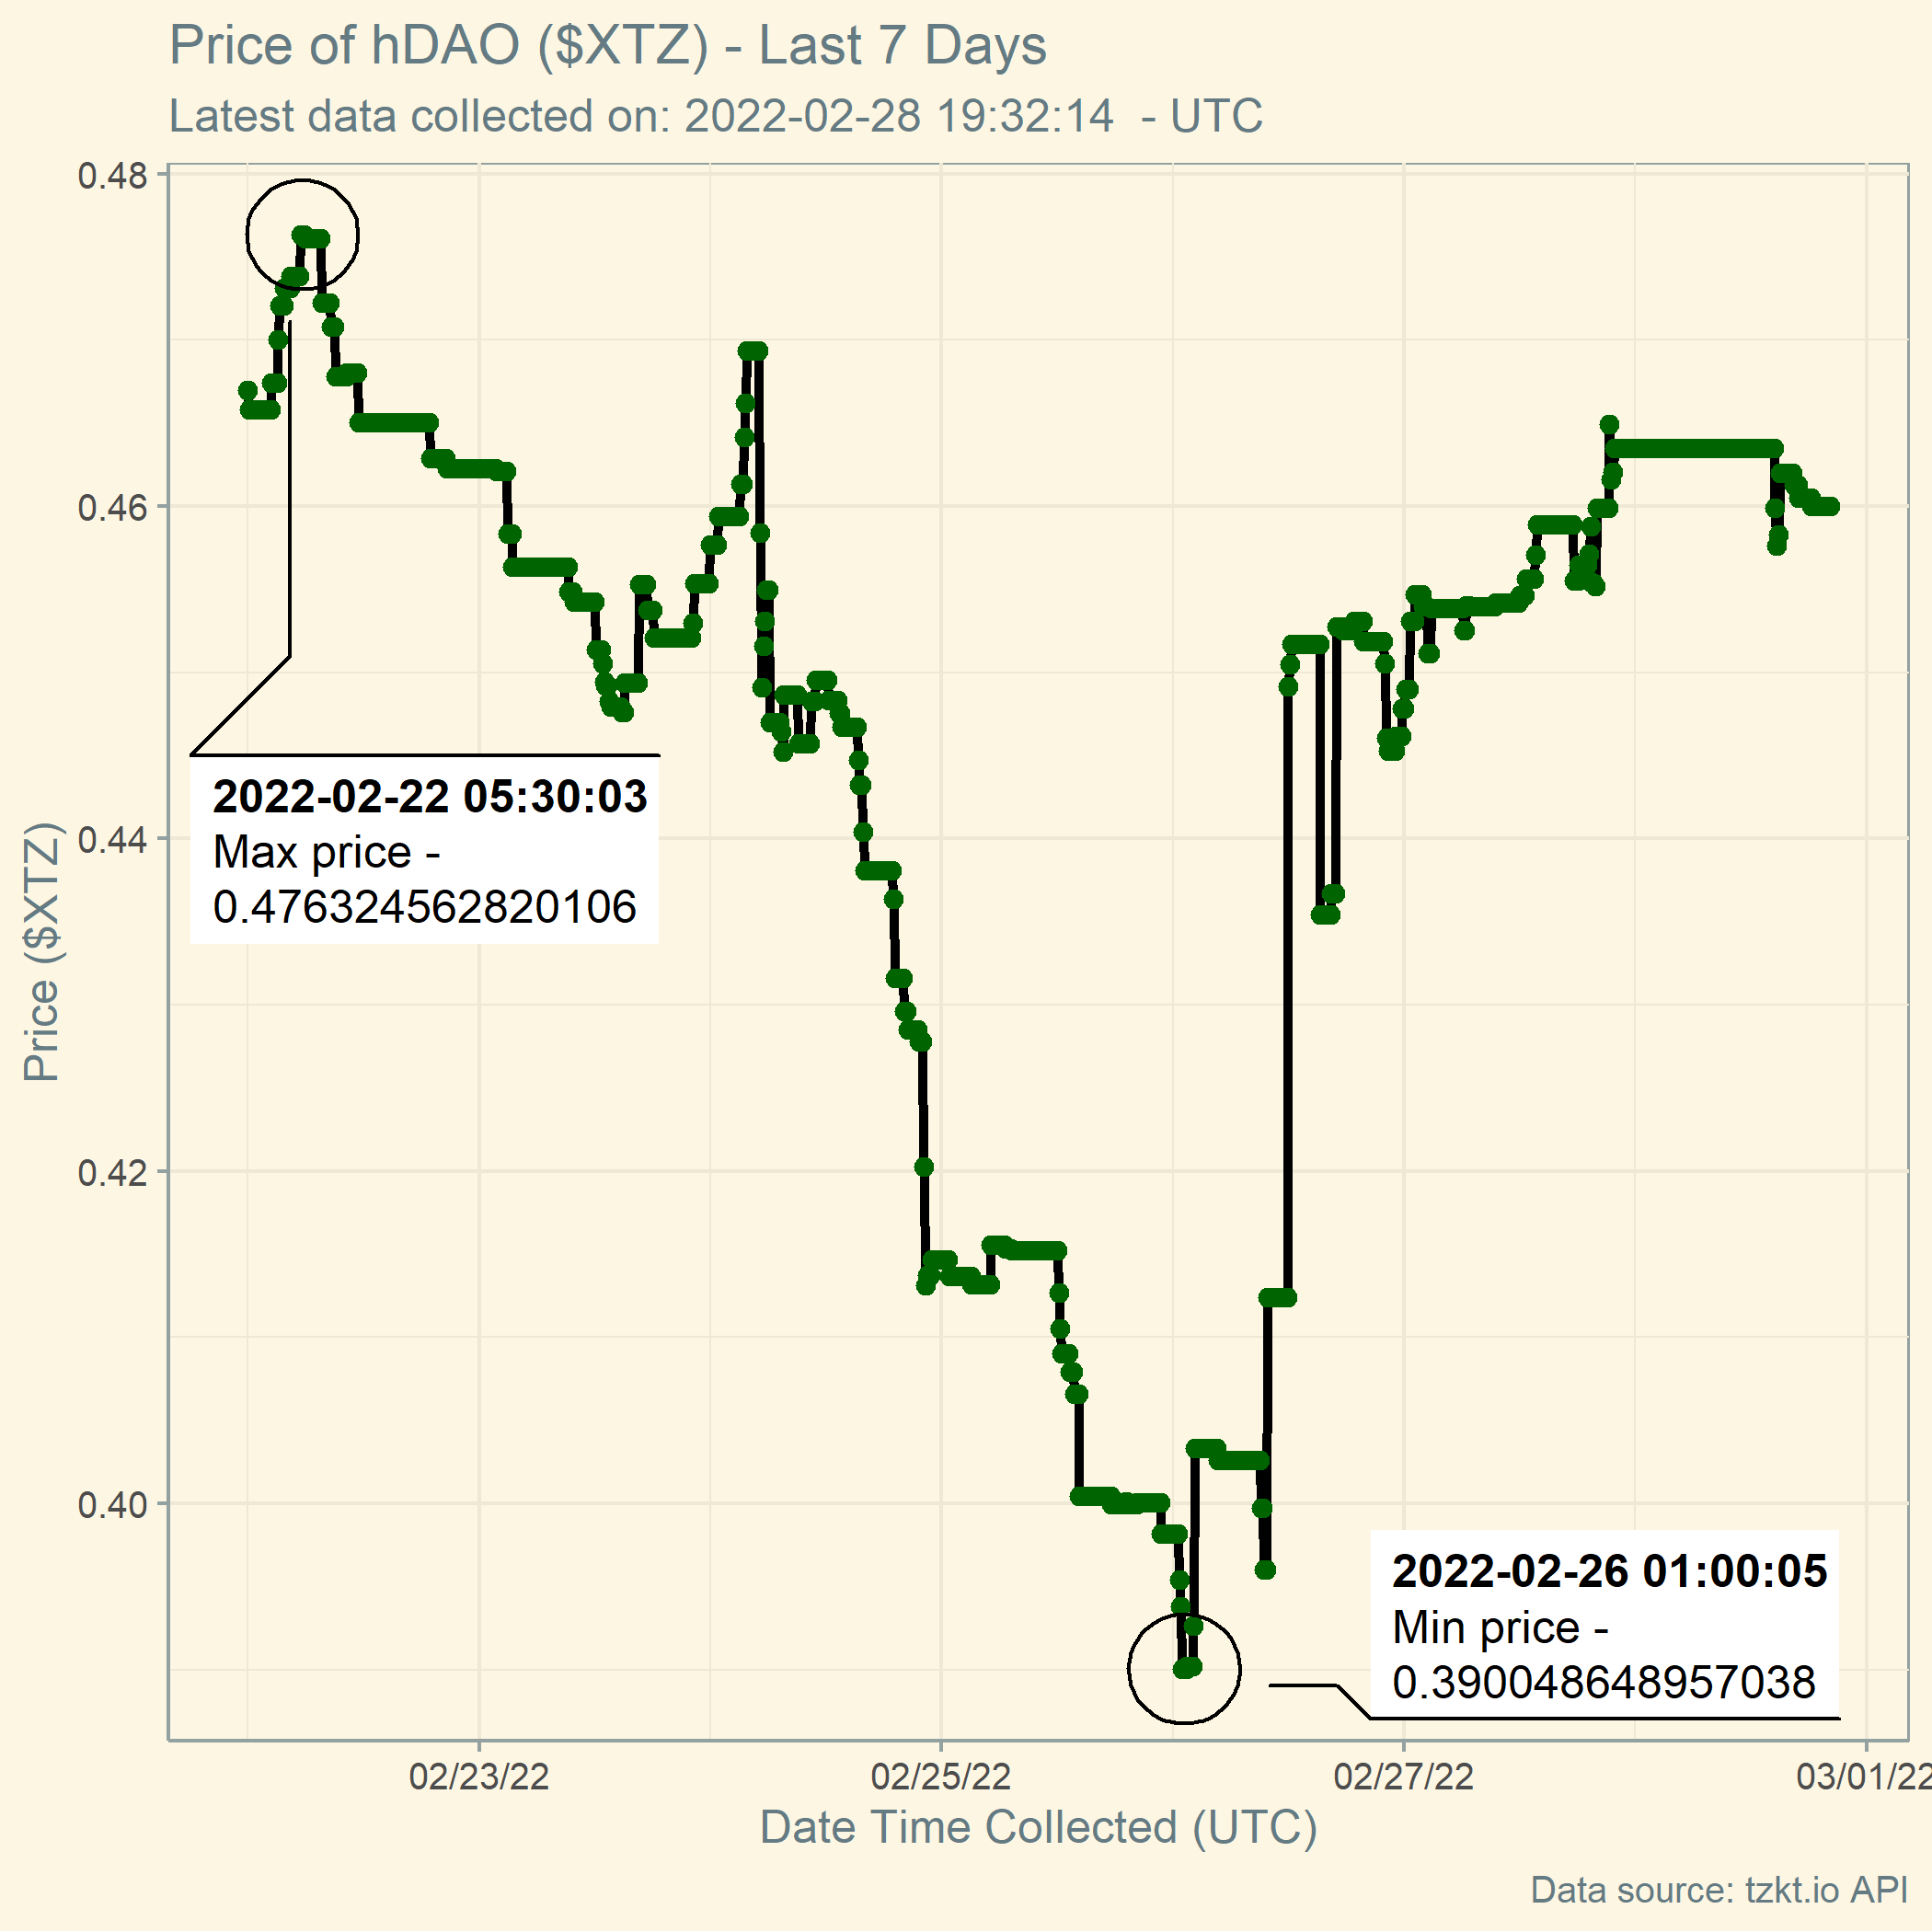 Price of hDAO ($XTZ) - Last 7 Days
Latest data collected on: 2022-02-28 19:32:14  - UTC
0.48
0.46
0.44
0.42
0.40
Price ($XTZ)
2022-02-22 05:30:03
Max price -
0.476324562820106
2022-02-26 01:00:05
Min price -
0.390048648957038
02/23/22
02/25/22
02/27/22
03/01/22
Date Time Collected (UTC)
Data source: tzkt.io API